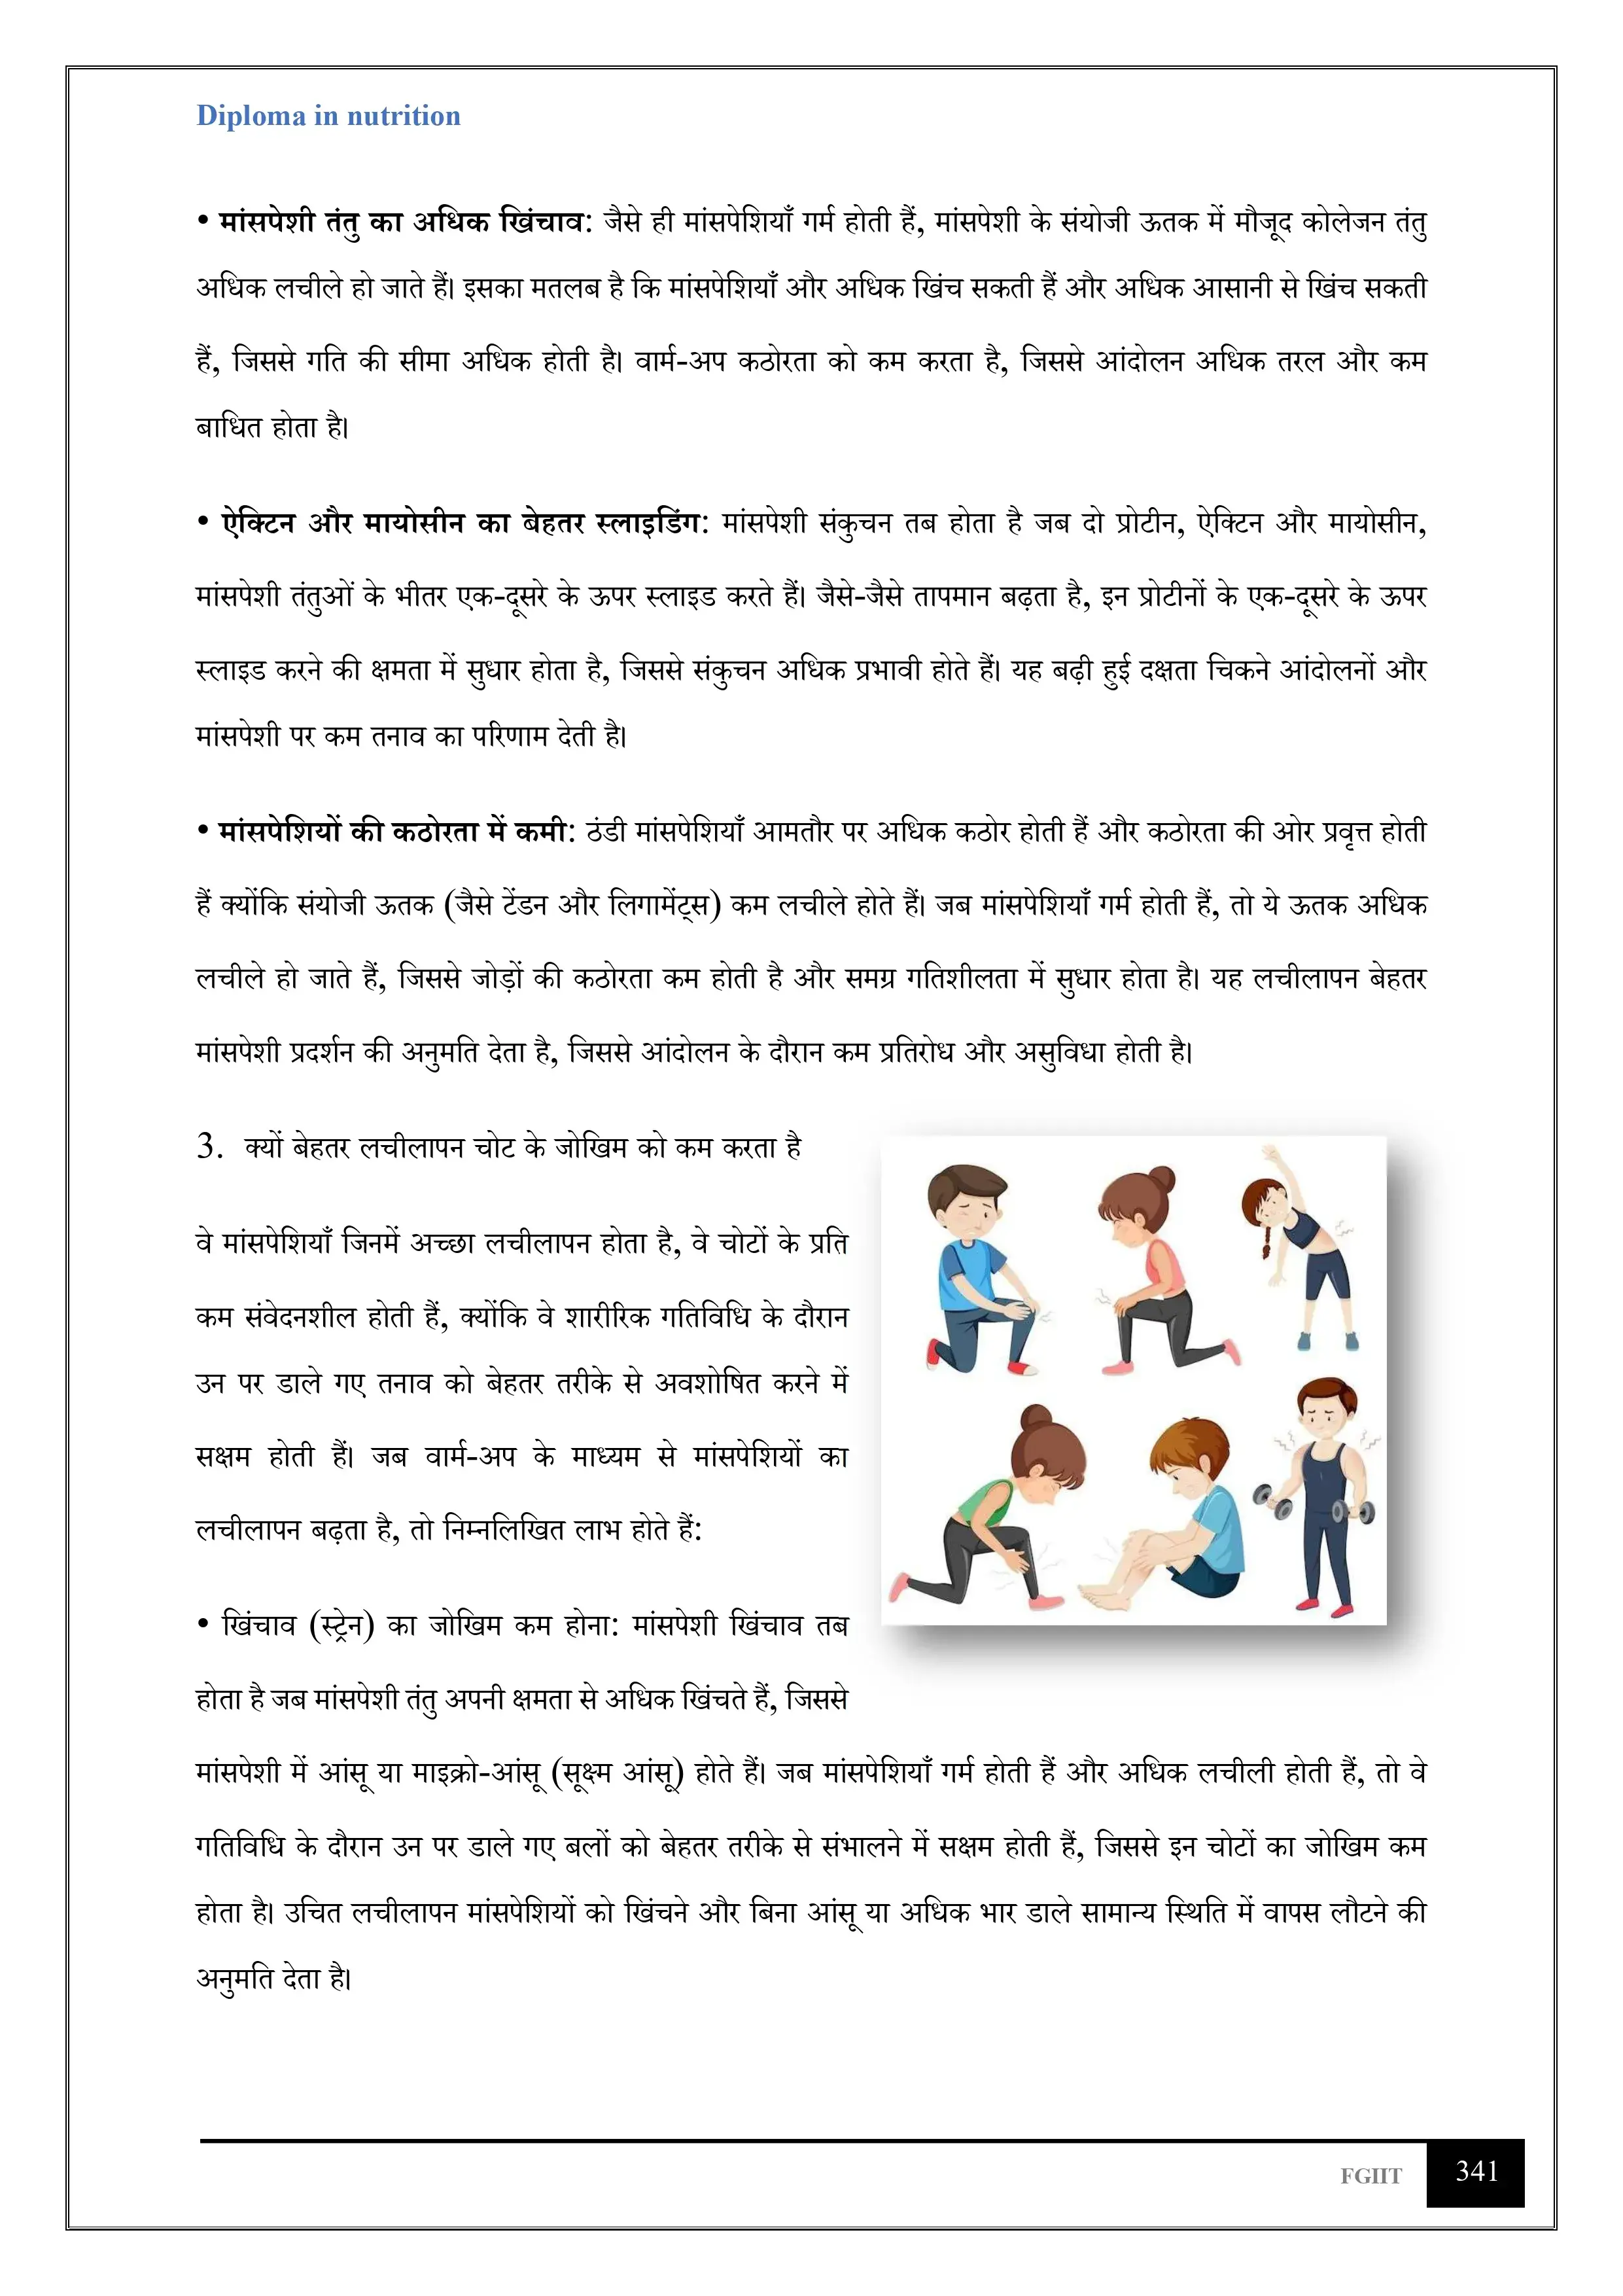 Diploma in nutrition
• मांसपेशी तंतु का अधिक खिंचाव: जैसे ही मांसपेशियाँ गर्म होती हैं, मांसपेशी के संयोजी ऊतक में मौजूद कोलेजन तंतु
अधिक लचीले हो जाते हैं। इसका मतलब है कि मांसपेशियाँ और अधिक खिंच सकती हैं और अधिक आसानी से खिंच सकती
हैं, जिससे गति की सीमा अधिक होती है। वार्म-अप कठोरता को कम करता है, जिससे आंदोलन अधिक तरल और कम
बाधित होता है।
• ऐक्टिन और मायोसीन का बेहतर स्लाइडिंग: मांसपेशी संकुचन तब होता है जब दो प्रोटीन, ऐक्टिन और मायोसीन,
मांसपेशी तंतुओं के भीतर एक-दूसरे के ऊपर स्लाइड करते हैं। जैसे-जैसे तापमान बढ़ता है, इन प्रोटीनों के एक-दूसरे के ऊपर
स्लाइड करने की क्षमता में सुधार होता है, जिससे संकुचन अधिक प्रभावी होते हैं। यह बढ़ी हुई दक्षता चिकने आंदोलनों और
मांसपेशी पर कम तनाव का परिणाम देती है।
• मांसपेशियों की कठोरता में कमी: ठंडी मांसपेशियाँ आमतौर पर अधिक कठोर होती हैं और कठोरता की ओर प्रवृत्त होती
हैं क्योंकि संयोजी ऊतक (जैसे टेंडन और लिगामेंट्स) कम लचीले होते हैं। जब मांसपेशियाँ गर्म होती हैं, तो ये ऊतक अधिक
लचीले हो जाते हैं, जिससे जोड़ों की कठोरता कम होती है और समग्र गतिशीलता में सुधार होता है। यह लचीलापन बेहतर
मांसपेशी प्रदर्शन की अनुमति देता है, जिससे आंदोलन के दौरान कम प्रतिरोध और असुविधा होती है।
3. क्यों बेहतर लचीलापन चोट के जोखिम को कम करता है
वे मांसपेशियाँ जिनमें अच्छा लचीलापन होता है, वे चोटों के प्रति
कम संवेदनशील होती हैं, क्योंकि वे शारीरिक गतिविधि के दौरान
उन पर डाले गए तनाव को बेहतर तरीके से अवशोषित करने में
सक्षम होती हैं। जब वार्म-अप के माध्यम से मांसपेशियों का
लचीलापन बढ़ता है, तो निम्नलिखित लाभ होते हैं:
• खिंचाव (स्ट्रेन) का जोखिम कम होना: मांसपेशी खिंचाव तब
होता है जब मांसपेशी तंतु अपनी क्षमता से अधिक खिंचते हैं, जिससे
मांसपेशी में आंसू या माइक्रो-आंसू (सूक्ष्म आंसू) होते हैं। जब मांसपेशियाँ गर्म होती हैं और अधिक लचीली होती हैं, तो वे
गतिविधि के दौरान उन पर डाले गए बलों को बेहतर तरीके से संभालने में सक्षम होती हैं, जिससे इन चोटों का जोखिम कम
होता है। उचित लचीलापन मांसपेशियों को खिंचने और बिना आंसू या अधिक भार डाले सामान्य स्थिति में वापस लौटने की
अनुमति देता है।
FGIIT 341